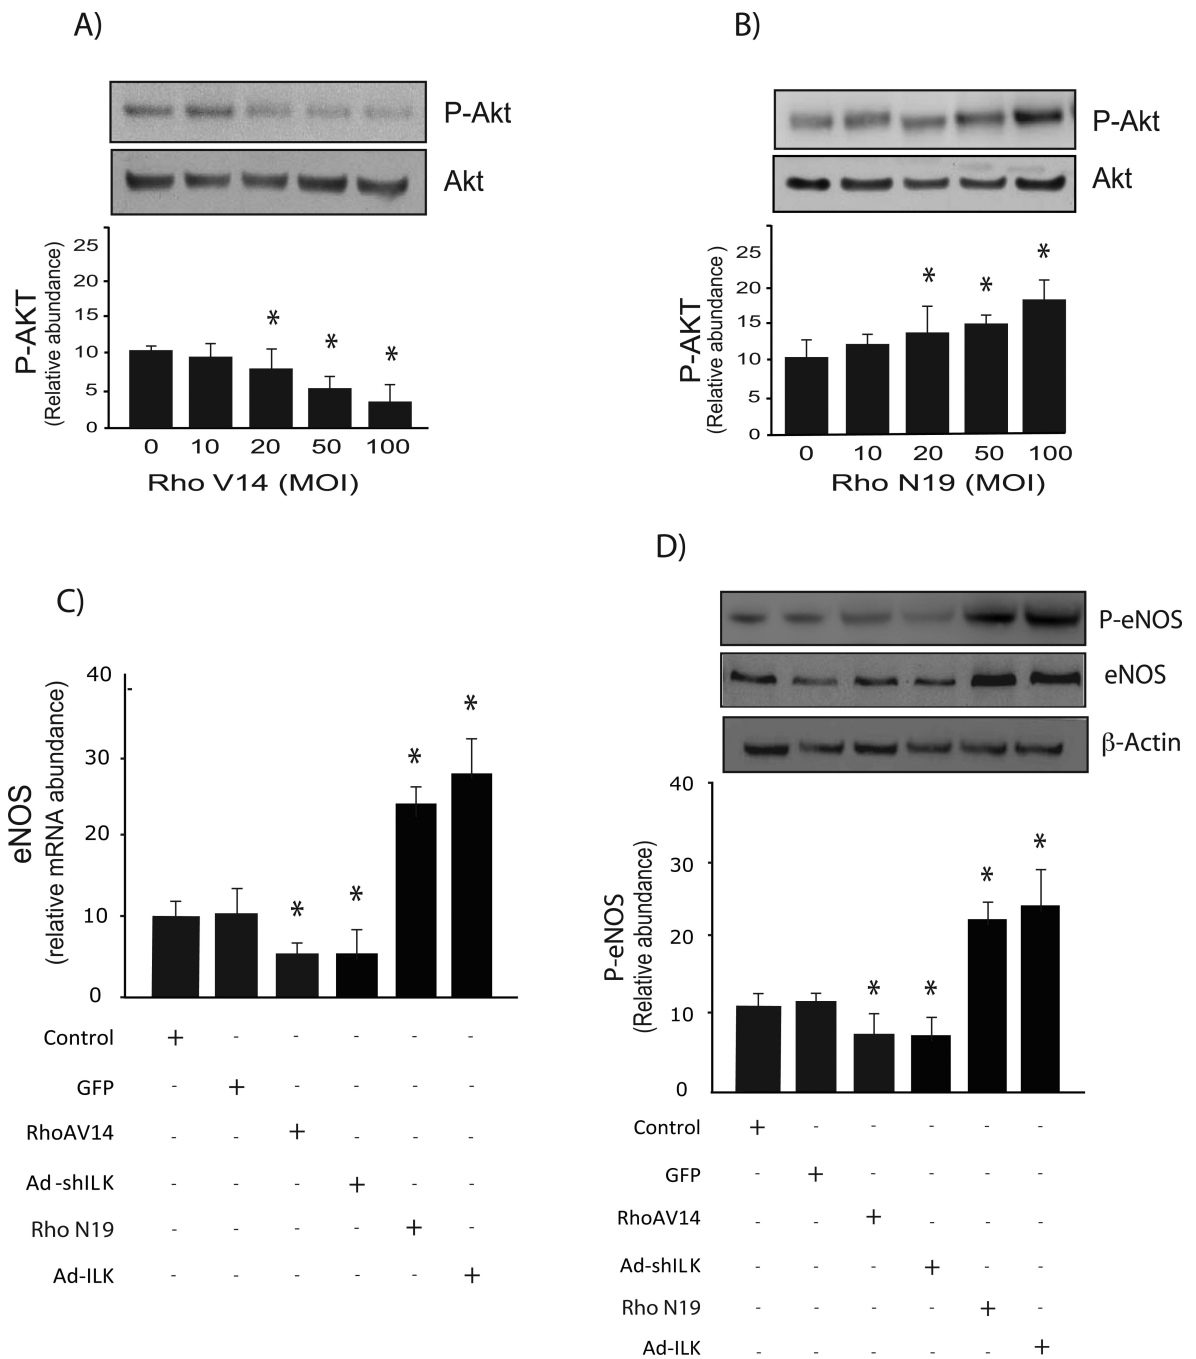 A)
P-Akt
Akt
P-AKT
(Relative abundance)
25
20
15
10
5
0
*
*
*
0 10 20 50 100
Rho V14 (MOI)
B)
P-Akt
Akt
P-AKT
(Relative abundance )
25
20
15
10
5
0
*
*
*
0 10 20 50 100
Rho N19 (MOI)
C)
eNOS
(relative mRNA abundance)
40
30
20
10
0
*
*
*
*
Control + - - - - -
GFP - + - - - -
RhoAV14 - - + - - -
Ad-shILK - - - + - -
Rho N19 - - - - + -
Ad-ILK - - - - - +
D)
P-eNOS
eNOS
β-Actin
P-eNOS
(Relative abundance)
40
30
20
10
0
*
*
*
*
Control + - - - - -
GFP - + - - - -
RhoAV14 - - + - - -
Ad-shILK - - - + - -
Rho N19 - - - - + -
Ad-ILK - - - - - +